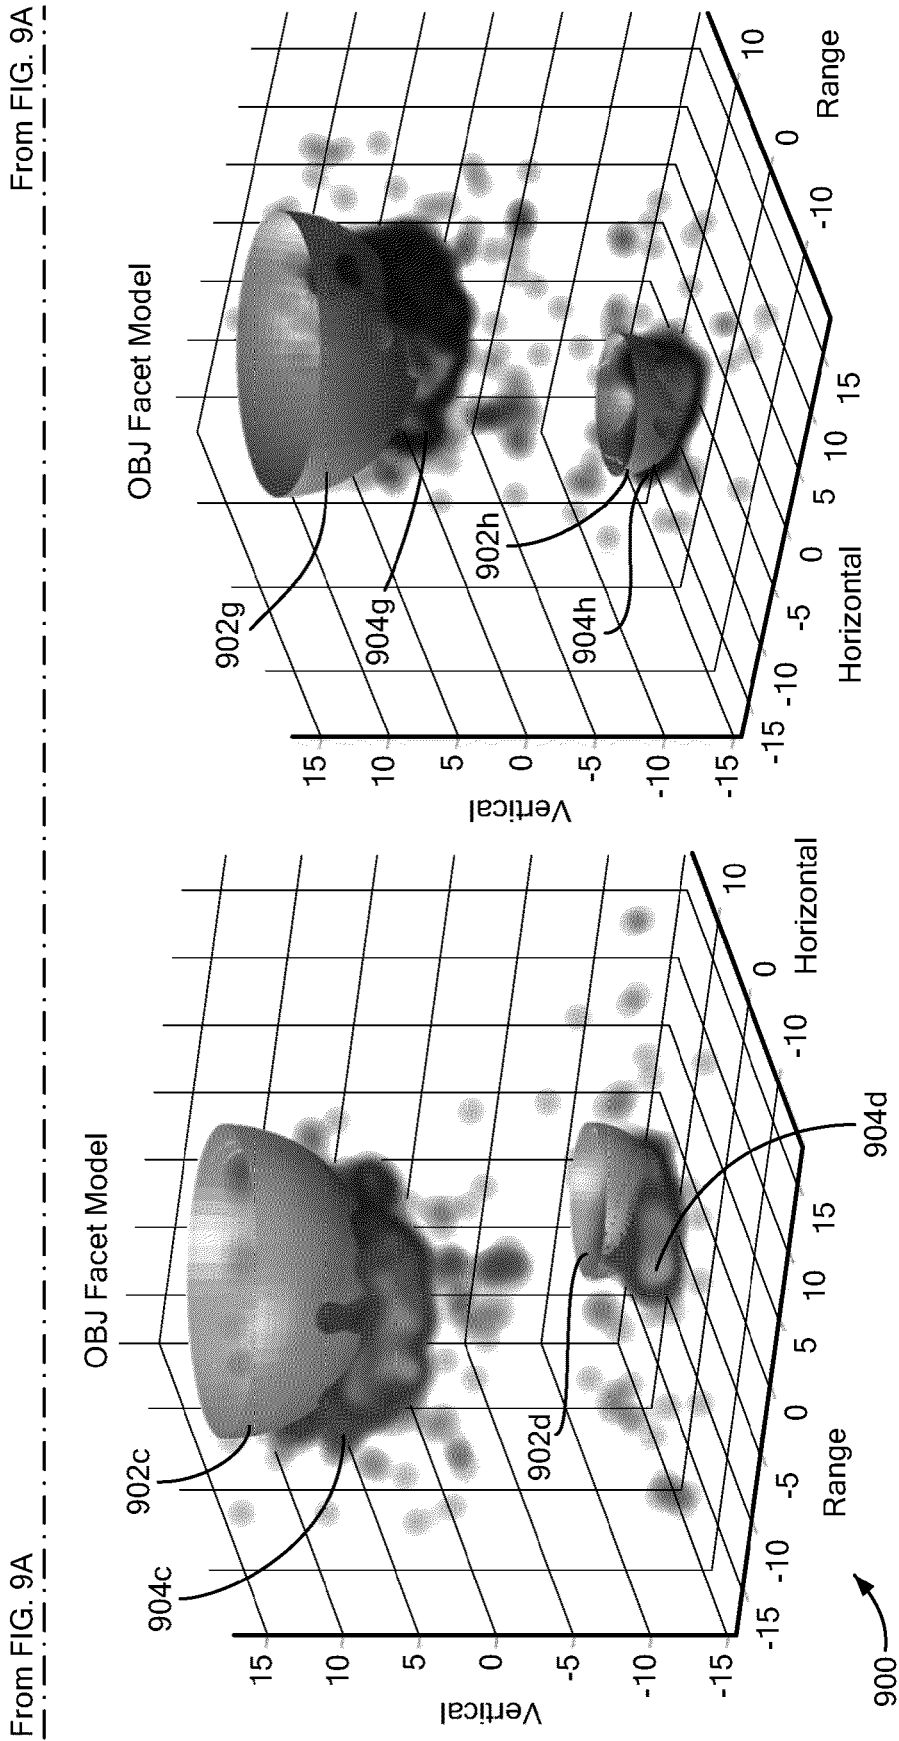 From FIG. 9A
From FIG. 9A
OBJ Facet Model
902c
904c
902d
904d
15
10
5
0
-5
-10
-15
Vertical
-15
-10
-5
0
5
10
15
Range
-10
0
10
Horizontal
900
OBJ Facet Model
902g
904g
902h
904h
15
10
5
0
-5
-10
-15
Vertical
-15
-10
-5
0
5
10
15
Horizontal
-10
0
10
Range